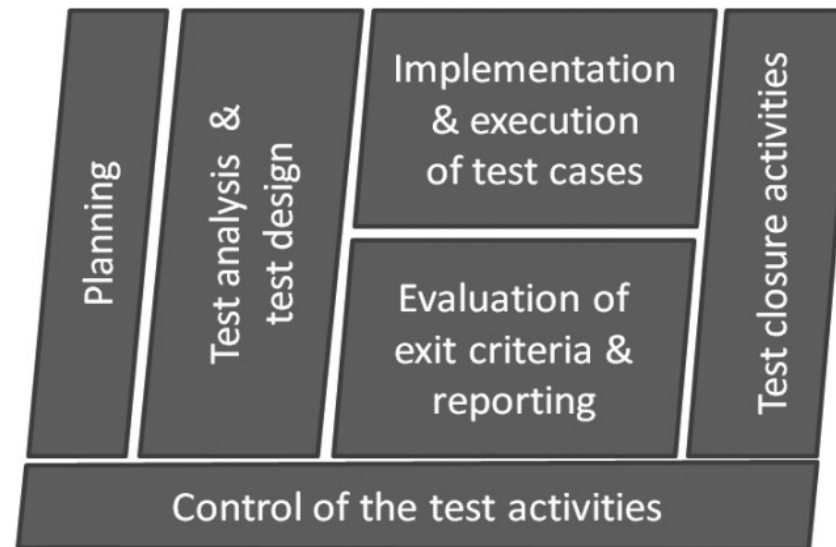 Planning
Test analysis &
test design
Implementation
& execution
of test cases
Evaluation of
exit criteria &
reporting
Test closure activities
Control of the test activities